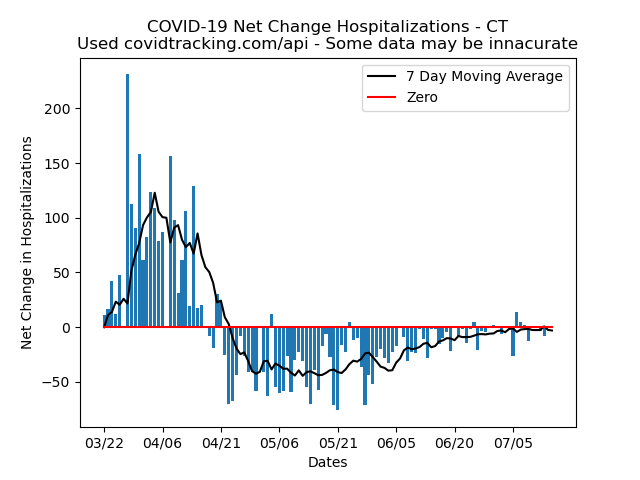 COVID-19 Net Change Hospitalizations - CT
Used covidtracking.com/api - Some data may be innacurate
7 Day Moving Average
Zero
Net Change in Hospitalizations
200
150
100
50
0
−50
03/22 04/06 04/21 05/06 05/21 06/05 06/20 07/05
Dates